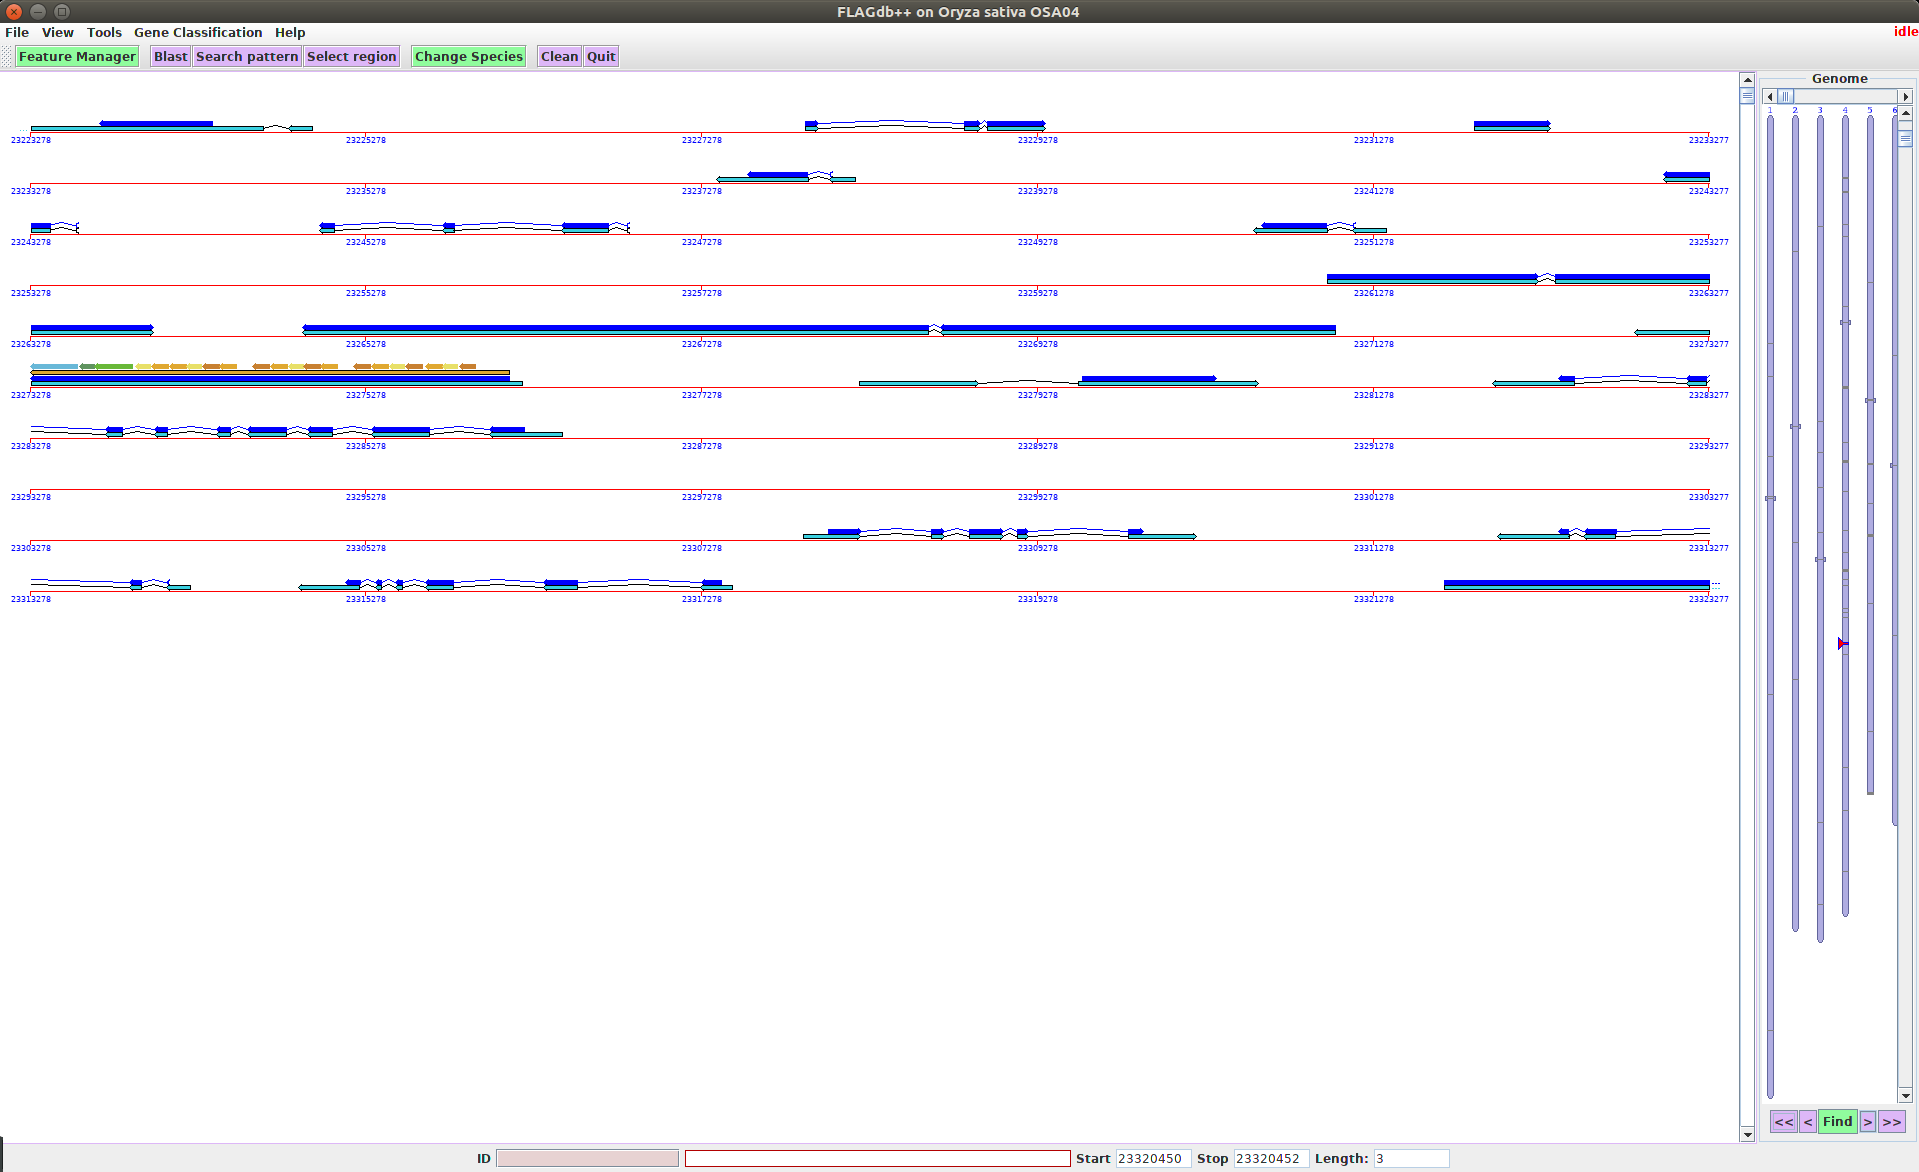 FLAGdb++ on Oryza sativa OSA04
File View Tools Gene Classification Help
idle
Feature Manager Blast Search pattern Select region Change Species Clean Quit
Genome
1 2 3 4 5 6
23223278 23225278 23227278 23229278 23231278 23233277
23233278 23235278 23237278 23239278 23241278 23243277
23243278 23245278 23247278 23249278 23251278 23253277
23253278 23255278 23257278 23259278 23261278 23263277
23263278 23265278 23267278 23269278 23271278 23273277
23273278 23275278 23277278 23279278 23281278 23283277
23283278 23285278 23287278 23289278 23291278 23293277
23293278 23295278 23297278 23299278 23301278 23303277
23303278 23305278 23307278 23309278 23311278 23313277
23313278 23315278 23317278 23319278 23321278 23323277
<< < Find > >>
ID Start 23320450 Stop 23320452 Length: 3